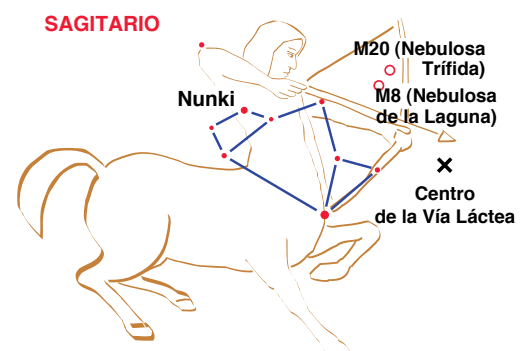 SAGITARIO
M20 (Nebulosa
Trífida)
Nunki
M8 (Nebulosa
de la Laguna)
Centro
de la Vía Láctea